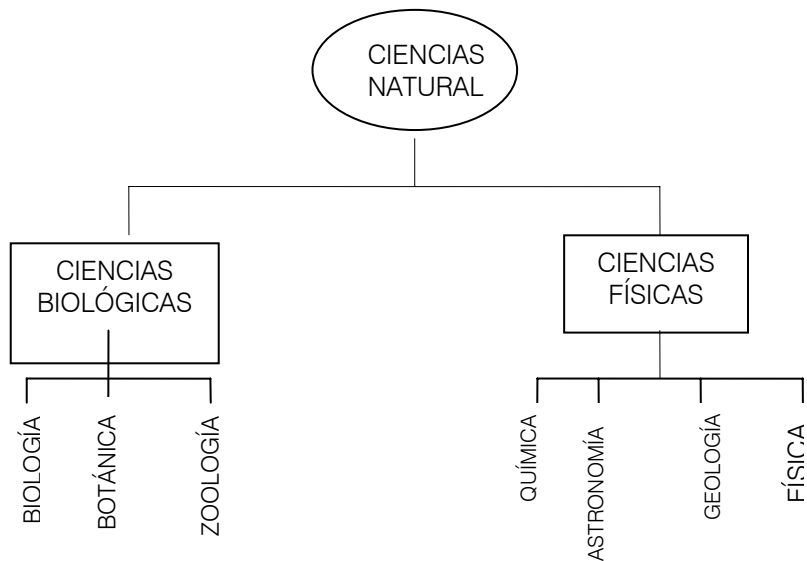 CIENCIAS
NATURAL
CIENCIAS
BIOLÓGICAS
CIENCIAS
FÍSICAS
BIOLOGÍA
BOTÁNICA
ZOOLOGÍA
QUÍMICA
ASTRONOMÍA
GEOLOGÍA
FÍSICA